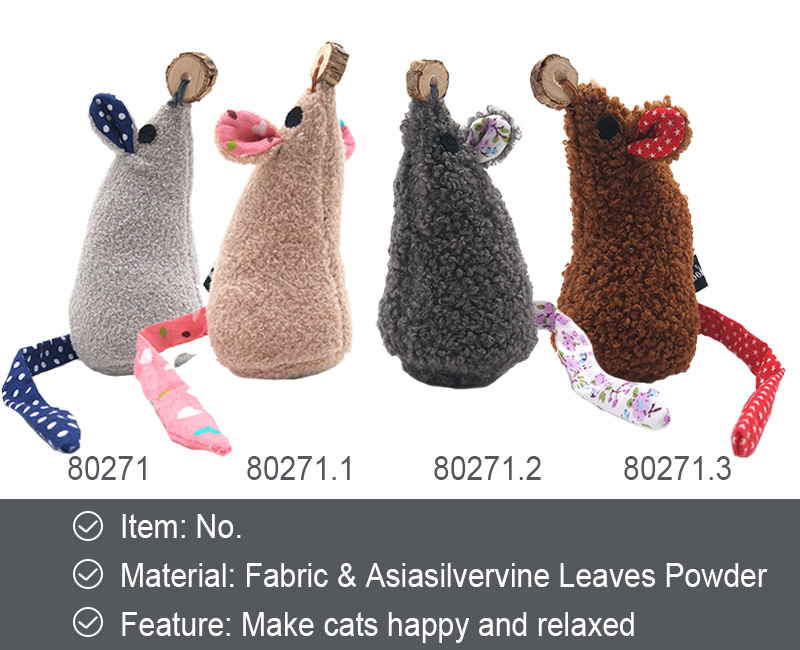 80271 80271.1 80271.2 80271.3
Item: No.
Material: Fabric & Asiasilvervine Leaves Powder
Feature: Make cats happy and relaxed